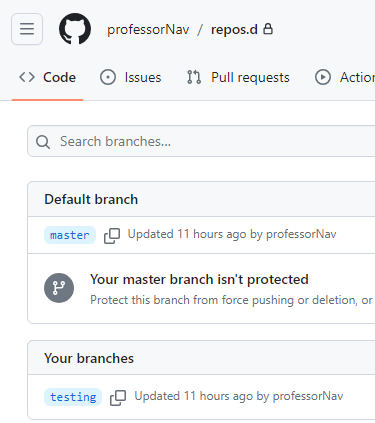 professorNav / repos.d
Code Issues Pull requests
Search branches...
Default branch
master Updated 11 hours ago by professorNav
Your master branch isn't protected
Protect this branch from force pushing or deletion, or
Your branches
testing Updated 11 hours ago by professorNav